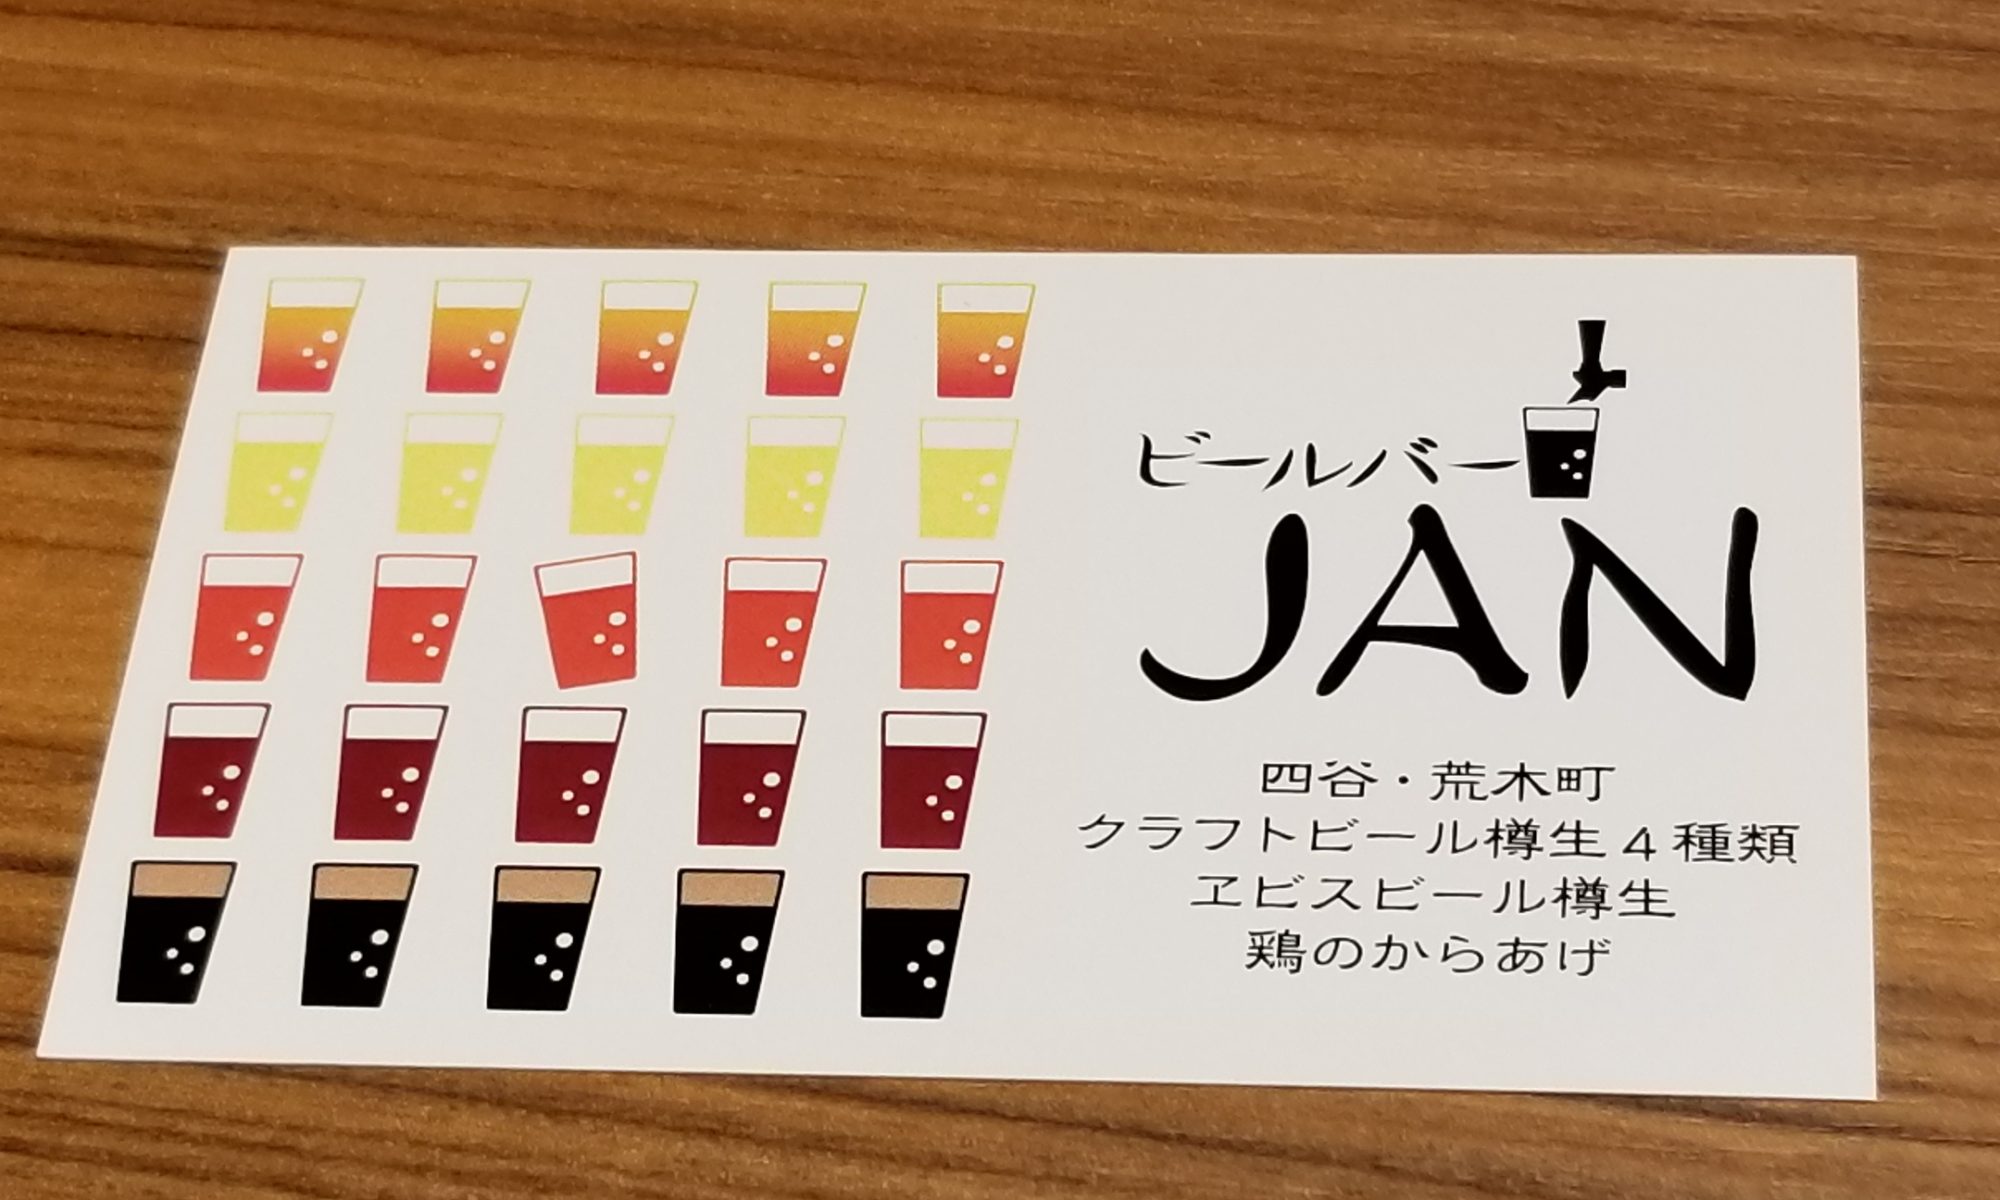 ビールバー
JAN
四谷・荒木町
クラフトビール樽生4種類
ヱビスビール樽生
鶏のからあげ